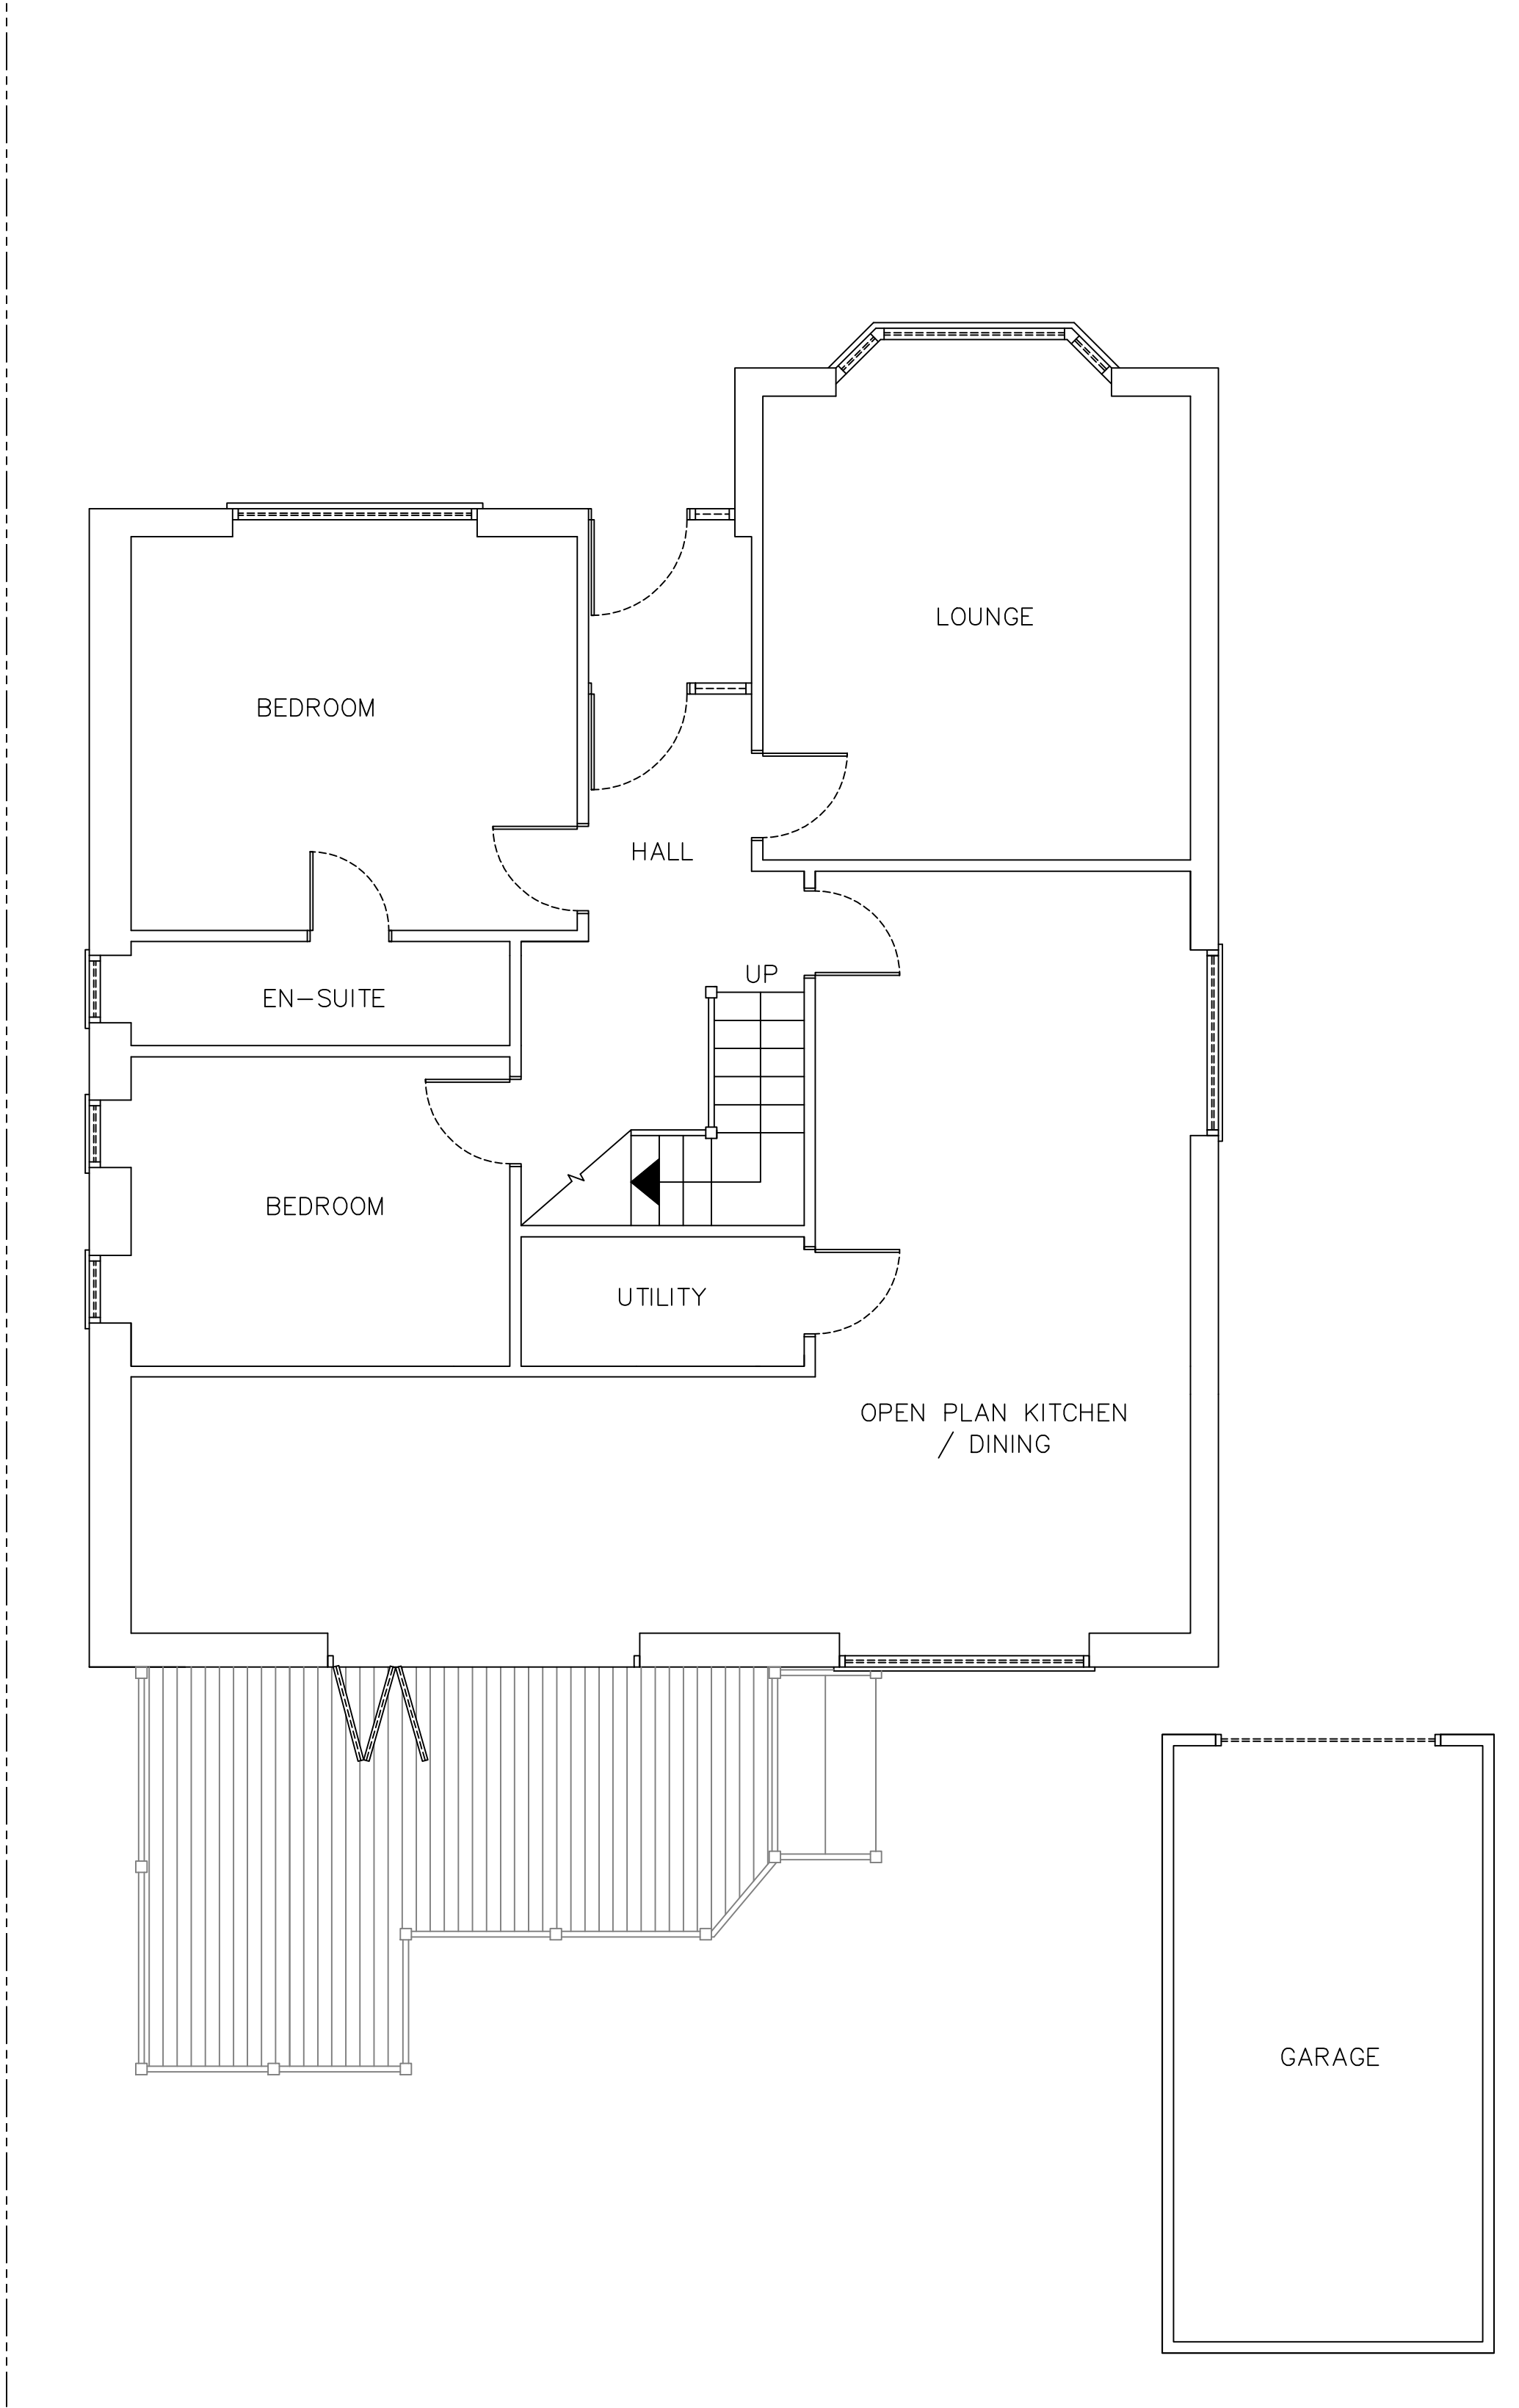 LOUNGE
BEDROOM
HALL
UP
EN-SUITE
BEDROOM
UTILITY
OPEN PLAN KITCHEN
/ DINING
GARAGE